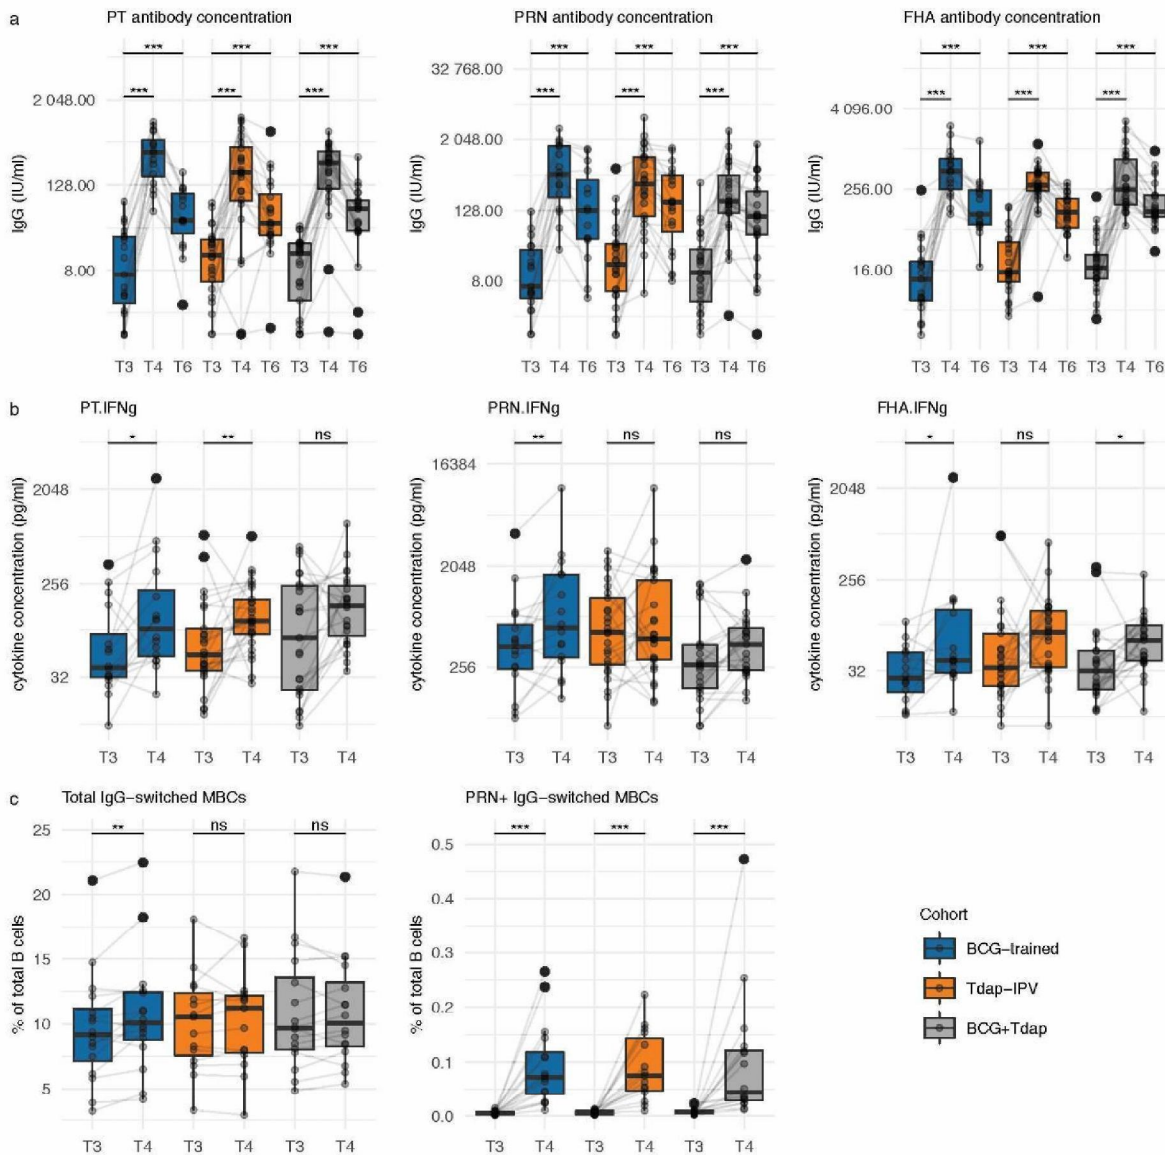 a
PT antibody concentration
PRN antibody concentration
FHA antibody concentration
IgG (IU/ml)
2 048.00
128.00
8.00
*** *** ***
*** *** ***
T3 T4 T6 T3 T4 T6 T3 T4 T6
IgG (IU/ml)
32 768.00
2 048.00
128.00
8.00
*** *** ***
*** *** ***
T3 T4 T6 T3 T4 T6 T3 T4 T6
IgG (IU/ml)
4 096.00
256.00
16.00
*** *** ***
*** *** ***
T3 T4 T6 T3 T4 T6 T3 T4 T6
b
PT.IFNg
PRN.IFNg
FHA.IFNg
cytokine concentration (pg/ml)
2048
256
32
* ** ns
T3 T4 T3 T4 T3 T4
cytokine concentration (pg/ml)
16384
2048
256
** ns ns
T3 T4 T3 T4 T3 T4
cytokine concentration (pg/ml)
2048
256
32
* ns *
T3 T4 T3 T4 T3 T4
c
Total IgG-switched MBCs
PRN+ IgG-switched MBCs
% of total B cells
25
20
15
10
5
** ns ns
T3 T4 T3 T4 T3 T4
% of total B cells
0.5
0.4
0.3
0.2
0.1
0.0
*** *** ***
T3 T4 T3 T4 T3 T4
Cohort
BCG-trained
Tdap-IPV
BCG+Tdap